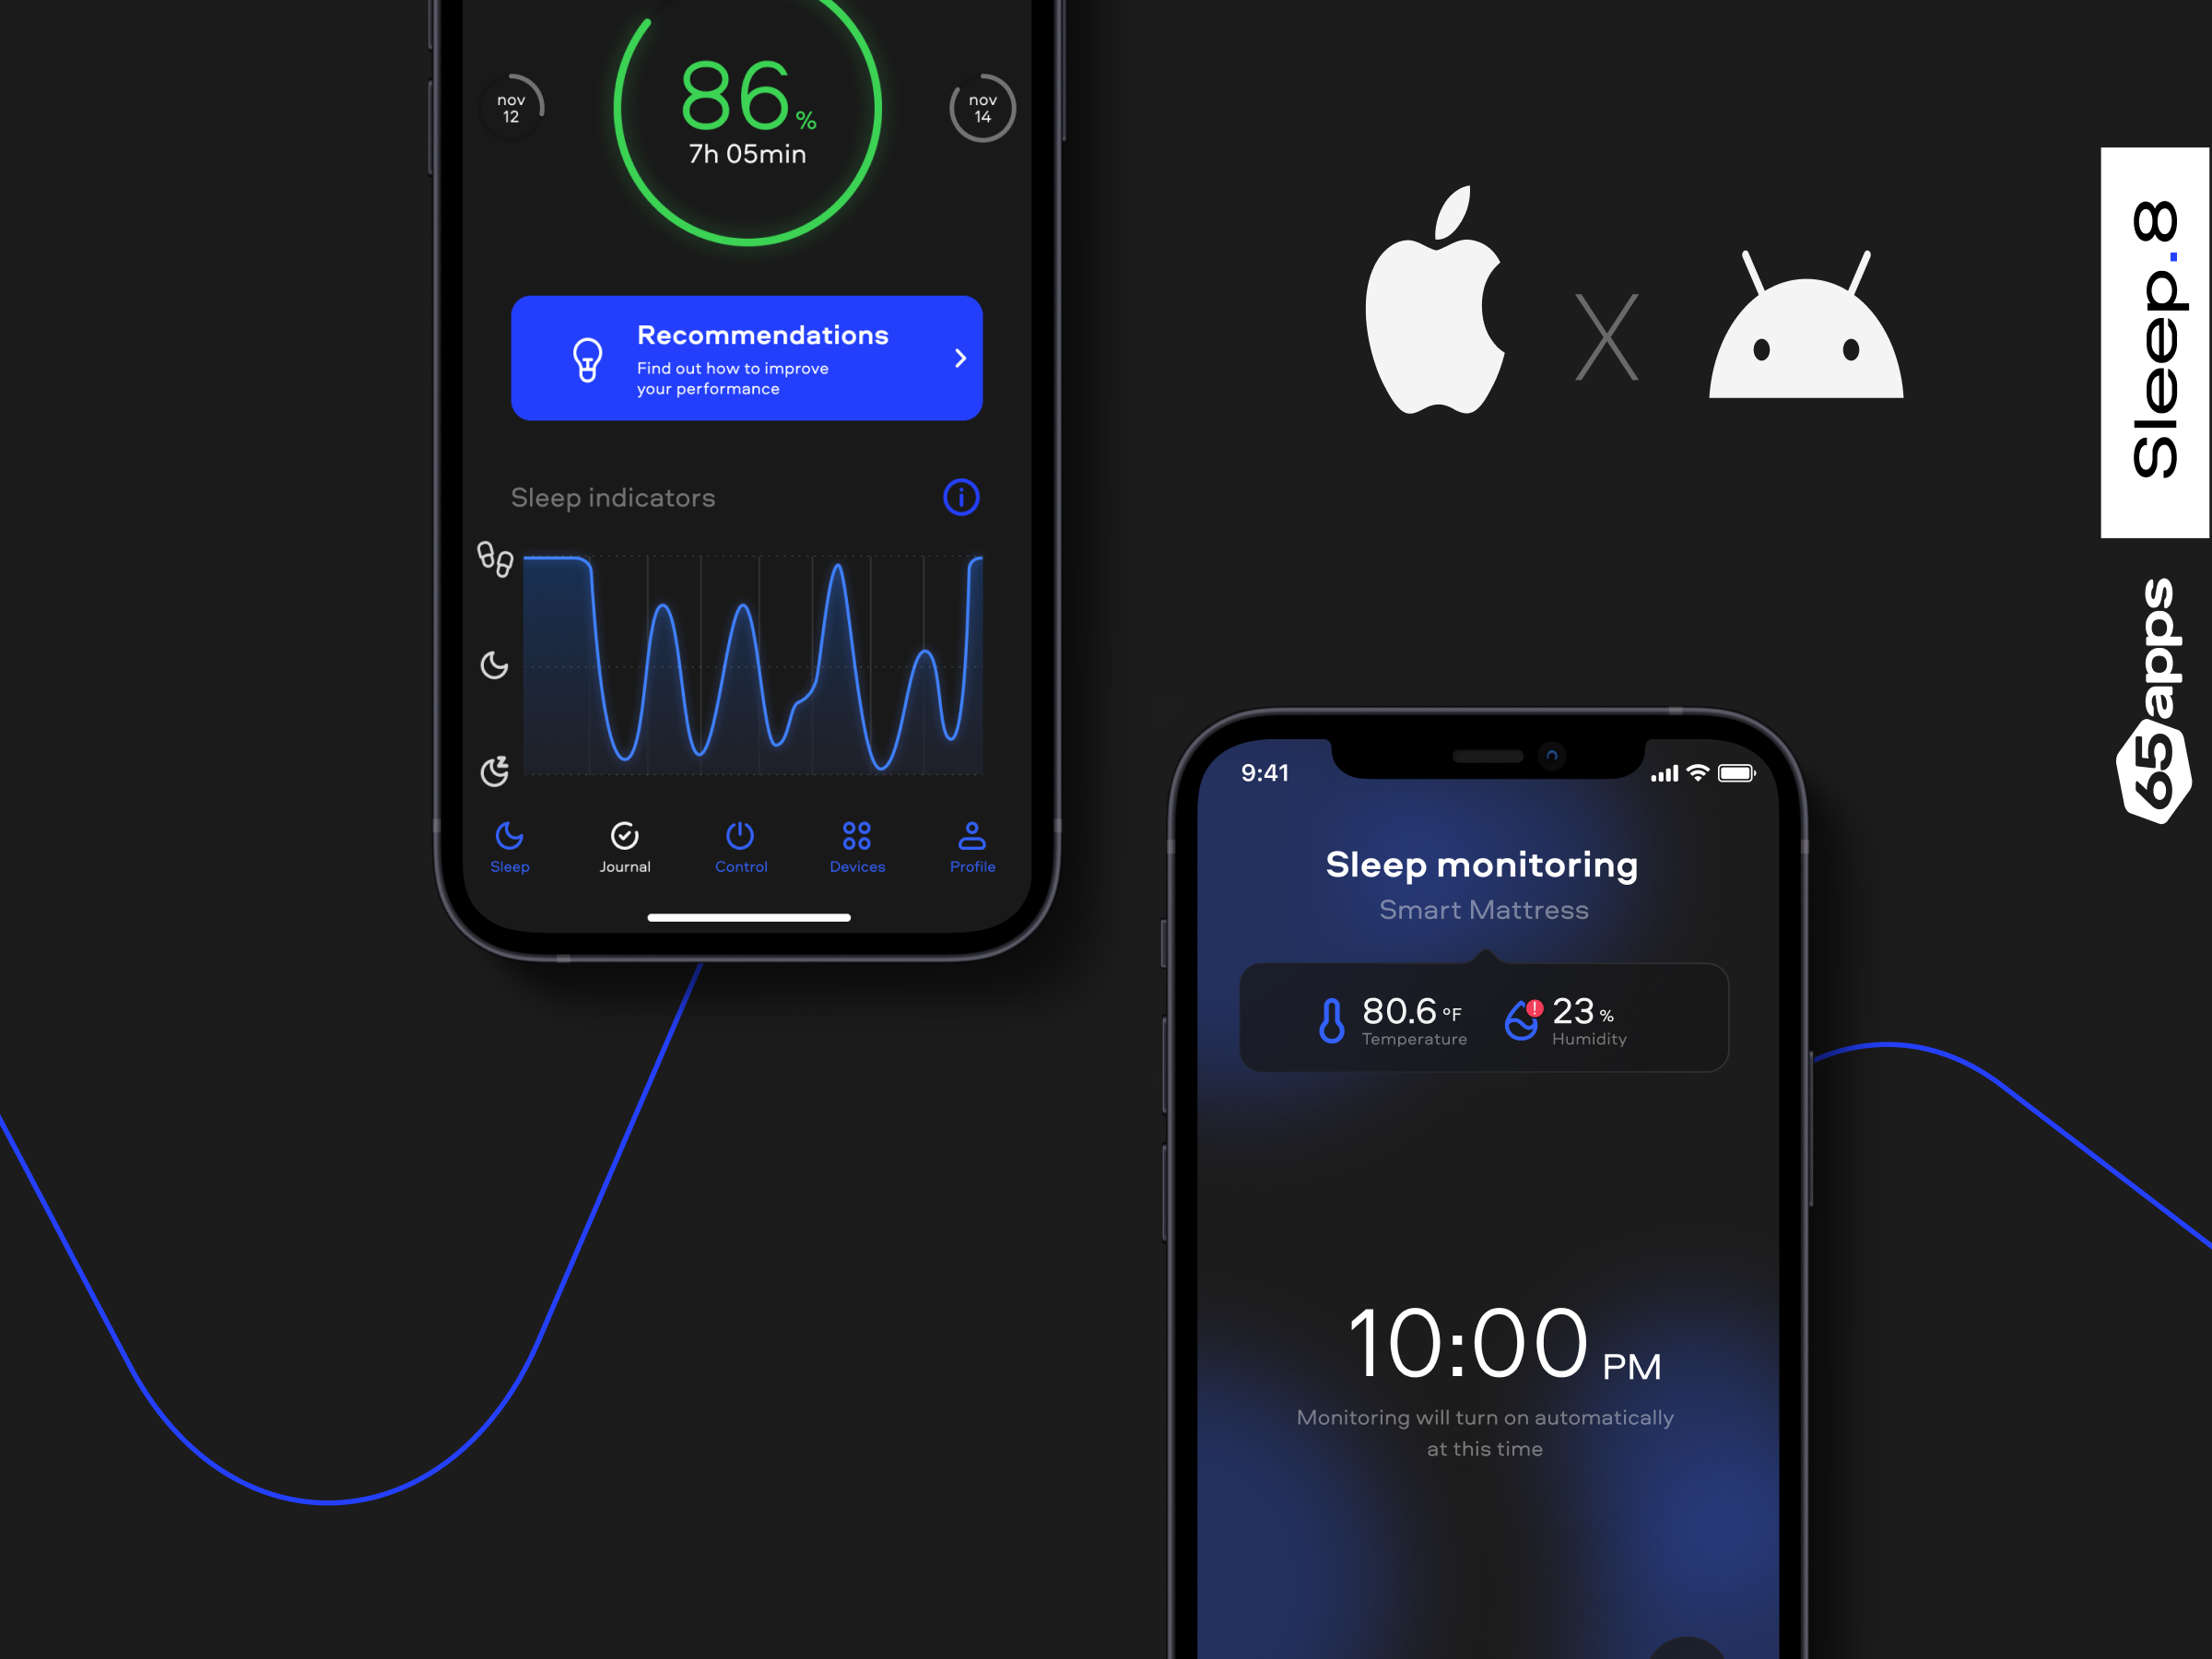 nov
12
86 %
7h 05min
nov
14
Recommendations
Find out how to improve
your performance
Sleep indicators
Sleep
Journal
Control
Devices
Profile
X
Sleep.8
65apps
9:41
Sleep monitoring
Smart Mattress
80.6 °F
Temperature
23 %
Humidity
10:00 PM
Monitoring will turn on automatically
at this time